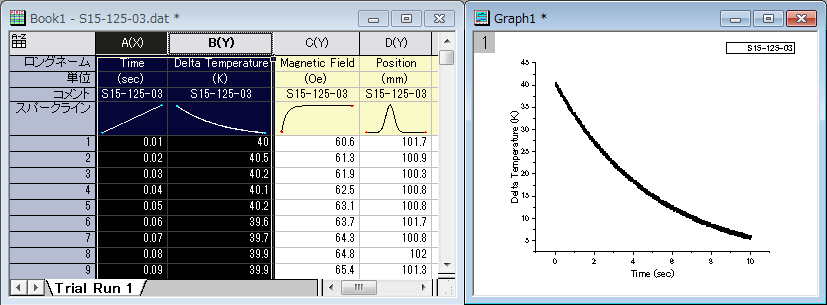 Book1 - S15-125-03.dat *
A(X) B(Y) C(Y) D(Y)
ロングネーム Time Delta Temperature Magnetic Field Position
単位 (sec) (K) (Oe) (mm)
コメント S15-125-03 S15-125-03 S15-125-03 S15-125-03
スパークライン
1 0.01 40 60.6 101.7
2 0.02 40.5 61.3 100.9
3 0.03 40.2 61.9 100.3
4 0.04 40.1 62.5 100.8
5 0.05 40.2 63.1 100.8
6 0.06 39.6 63.7 101.7
7 0.07 39.7 64.3 100.8
8 0.08 39.9 64.8 102
9 0.09 39.9 65.4 101.3
Trial Run 1
Graph1 *
1
S15-125-03
45
40
35
30
25
20
15
10
5
Delta Temperature (K)
0 2 4 6 8 10
Time (sec)